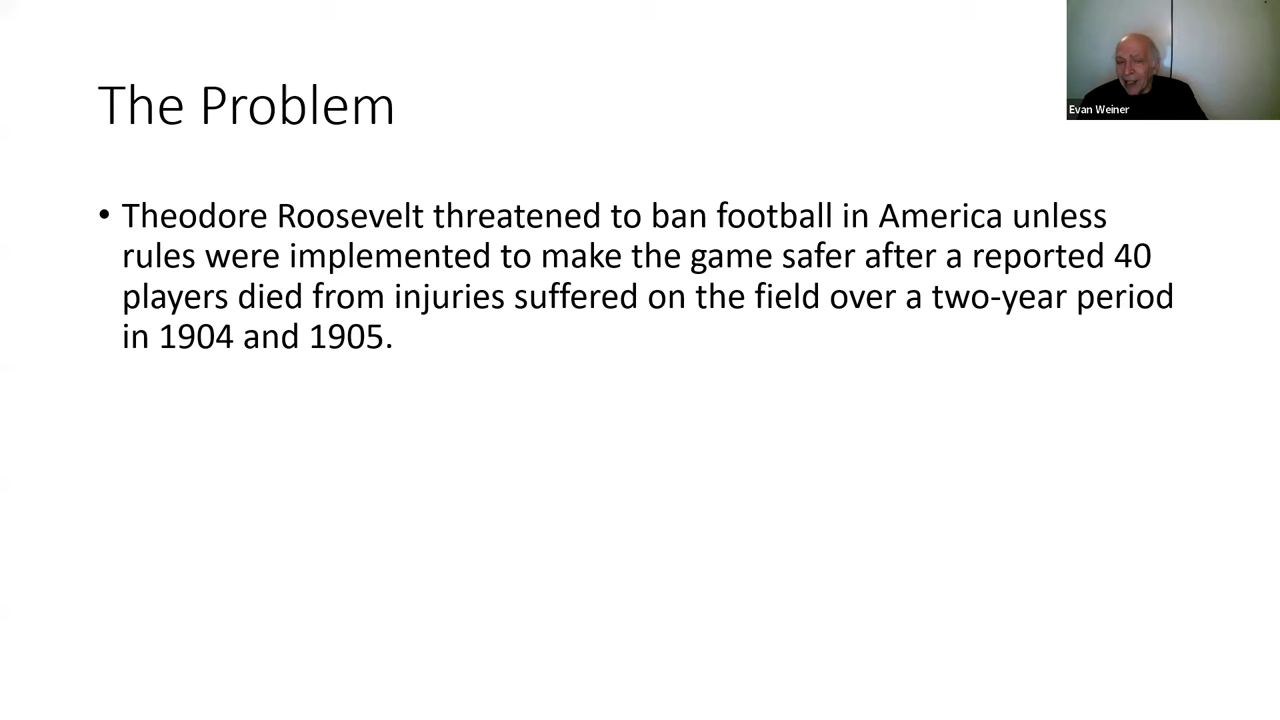 The Problem
Evan Weiner
• Theodore Roosevelt threatened to ban football in America unless
rules were implemented to make the game safer after a reported 40
players died from injuries suffered on the field over a two-year period
in 1904 and 1905.